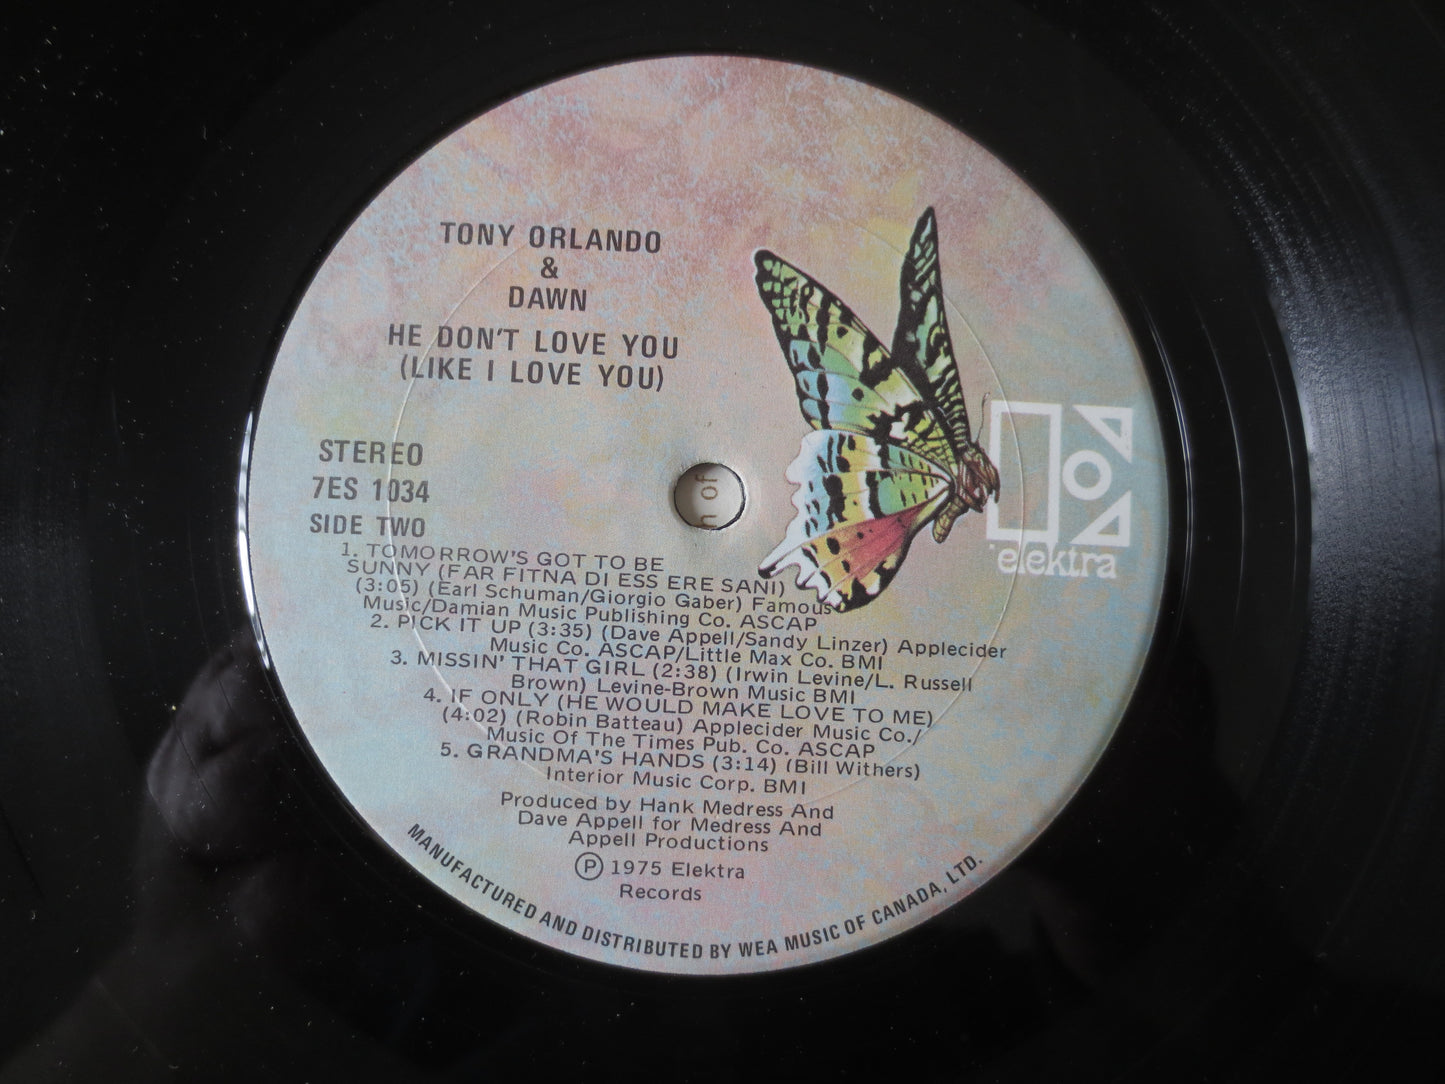 TONY ORLANDO
&
DAWN
HE DON'T LOVE YOU
(LIKE I LOVE YOU)
STEREO
7ES 1034
SIDE TWO
1. TOMORROW'S GOT TO BE
SUNNY (FAR FITNA DI ESS ERE SANI)
(3:05) (Earl Schuman/Giorgio Gaber) Famous
Music/Damian Music Publishing Co. ASCAP
2. PICK IT UP (3:35) (Dave Appell/Sandy Linzer) Applecider
Music Co. ASCAP/Little Max Co. BMI
3. MISSIN' THAT GIRL (2:38) (Irwin Levine/L. Russell
Brown) Levine-Brown Music BMI
4. IF ONLY (HE WOULD MAKE LOVE TO ME)
(4:02) (Robin Batteau) Applecider Music Co./
Music Of The Times Pub. Co. ASCAP
5. GRANDMA'S HANDS (3:14) (Bill Withers)
Interior Music Corp. BMI
Produced by Hank Medress And
Dave Appell for Medress And
Appell Productions
Ⓟ 1975 Elektra
Records
MANUFACTURED AND DISTRIBUTED BY WEA MUSIC OF CANADA, LTD.
elektra
of